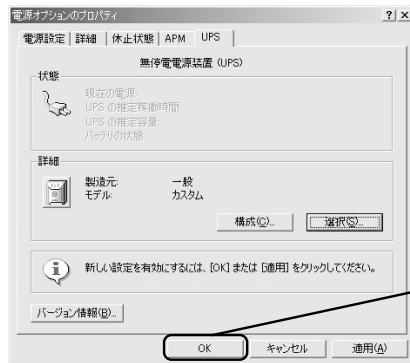 電源オプションのプロパティ
電源設定 詳細 休止状態 APM UPS
無停電電源装置 (UPS)
状態
現在の電源:
UPS の推定稼働時間:
UPS の推定容量:
バッテリの状態:
詳細
製造元: 一般
モデル: カスタム
構成(C)... 選択(S)...
新しい設定を有効にするには、[OK] または [適用] をクリックしてください。
バージョン情報(B)...
OK キャンセル 適用(A)